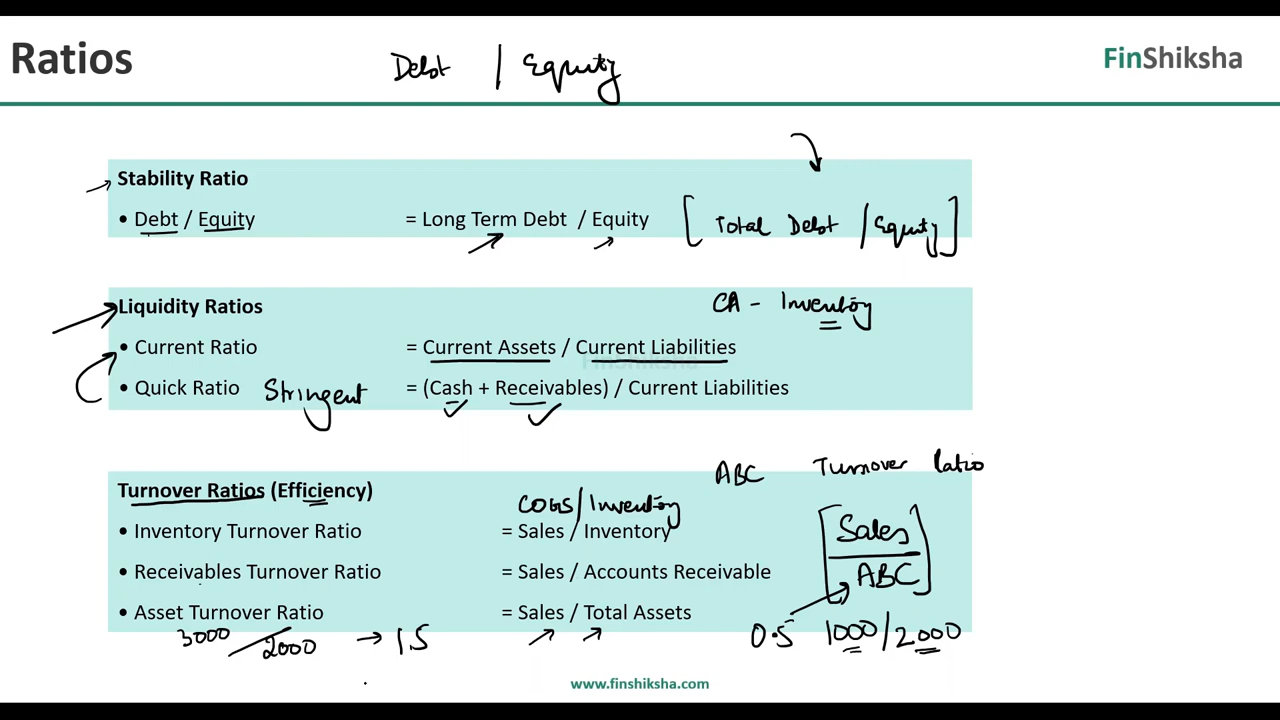 Ratios
Debt / Equity
FinShiksha
Stability Ratio
• Debt / Equity = Long Term Debt / Equity [ Total Debt / Equity ]
Liquidity Ratios
CA - Inventory
• Current Ratio = Current Assets / Current Liabilities
• Quick Ratio Stringent = (Cash + Receivables) / Current Liabilities
ABC Turnover Ratio
Turnover Ratios (Efficiency)
COGS/Inventory
• Inventory Turnover Ratio = Sales / Inventory
[Sales
• Receivables Turnover Ratio = Sales / Accounts Receivable
ABC]
• Asset Turnover Ratio = Sales / Total Assets
3000/2000 → 1.5
0.5 1000/2000
www.finshiksha.com